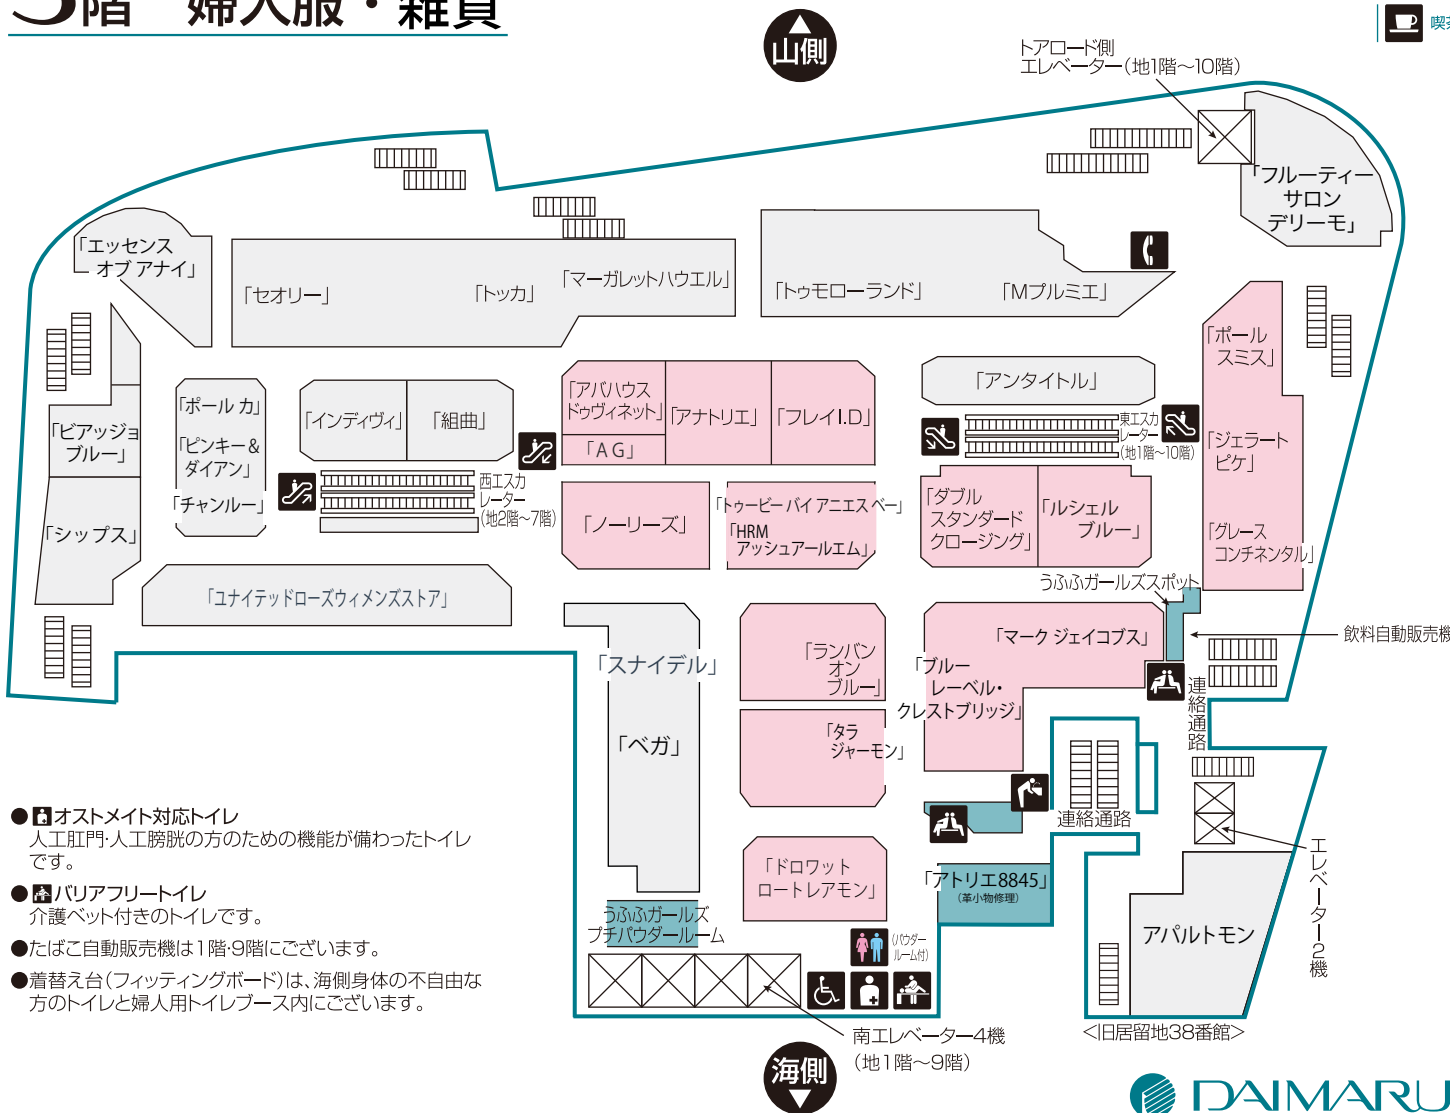 階 婦人服・雑貨
山側
喫茶
トアロード側
エレベーター(地1階～10階)
「フルーティー
サロン
デリーモ」
「エッセンス
オブ アナイ」
「セオリー」
「トッカ」
「マーガレットハウエル」
「トゥモローランド」
「Mプルミエ」
「ポール
スミス」
「ピアッジョ
ブルー」
「シップス」
「ポール カ」
「ピンキー&
ダイアン」
「チャンルー」
「インディヴィ」
「組曲」
西エスカ
レーター
(地2階～7階)
「アバハウス
ドゥヴィネット」
「AG」
「アナトリエ」
「フレイI.D」
「アンタイトル」
東エスカ
レーター
(地1階～10階)
「ジェラート
ピケ」
「グレース
コンチネンタル」
「ノーリーズ」
「トゥービー バイ アニエス ベー」
「HRM
アッシュアールエム」
「ダブル
スタンダード
クロージング」
「ルシェル
ブルー」
うふふガールズスポット
「ユナイテッドローズウィメンズストア」
「スナイデル」
「ベガ」
「ランバン
オン
ブルー」
「タラ
ジャーモン」
「マーク ジェイコブス」
「ブルー
レーベル・
クレストブリッジ」
飲料自動販売機
連絡通路
連絡通路
「ドロワット
ロートレアモン」
「アトリエ8845」
(革小物修理)
うふふガールズ
プチパウダールーム
(パウダー
ルーム付)
エレベーター2機
アパルトモン
<旧居留地38番館>
●オストメイト対応トイレ
人工肛門・人工膀胱の方のための機能が備わったトイレ
です。
●バリアフリートイレ
介護ベット付きのトイレです。
●たばこ自動販売機は1階・9階にございます。
●着替え台(フィッティングボード)は、海側身体の不自由な
方のトイレと婦人用トイレブース内にございます。
南エレベーター4機
(地1階～9階)
海側
DAIMARU